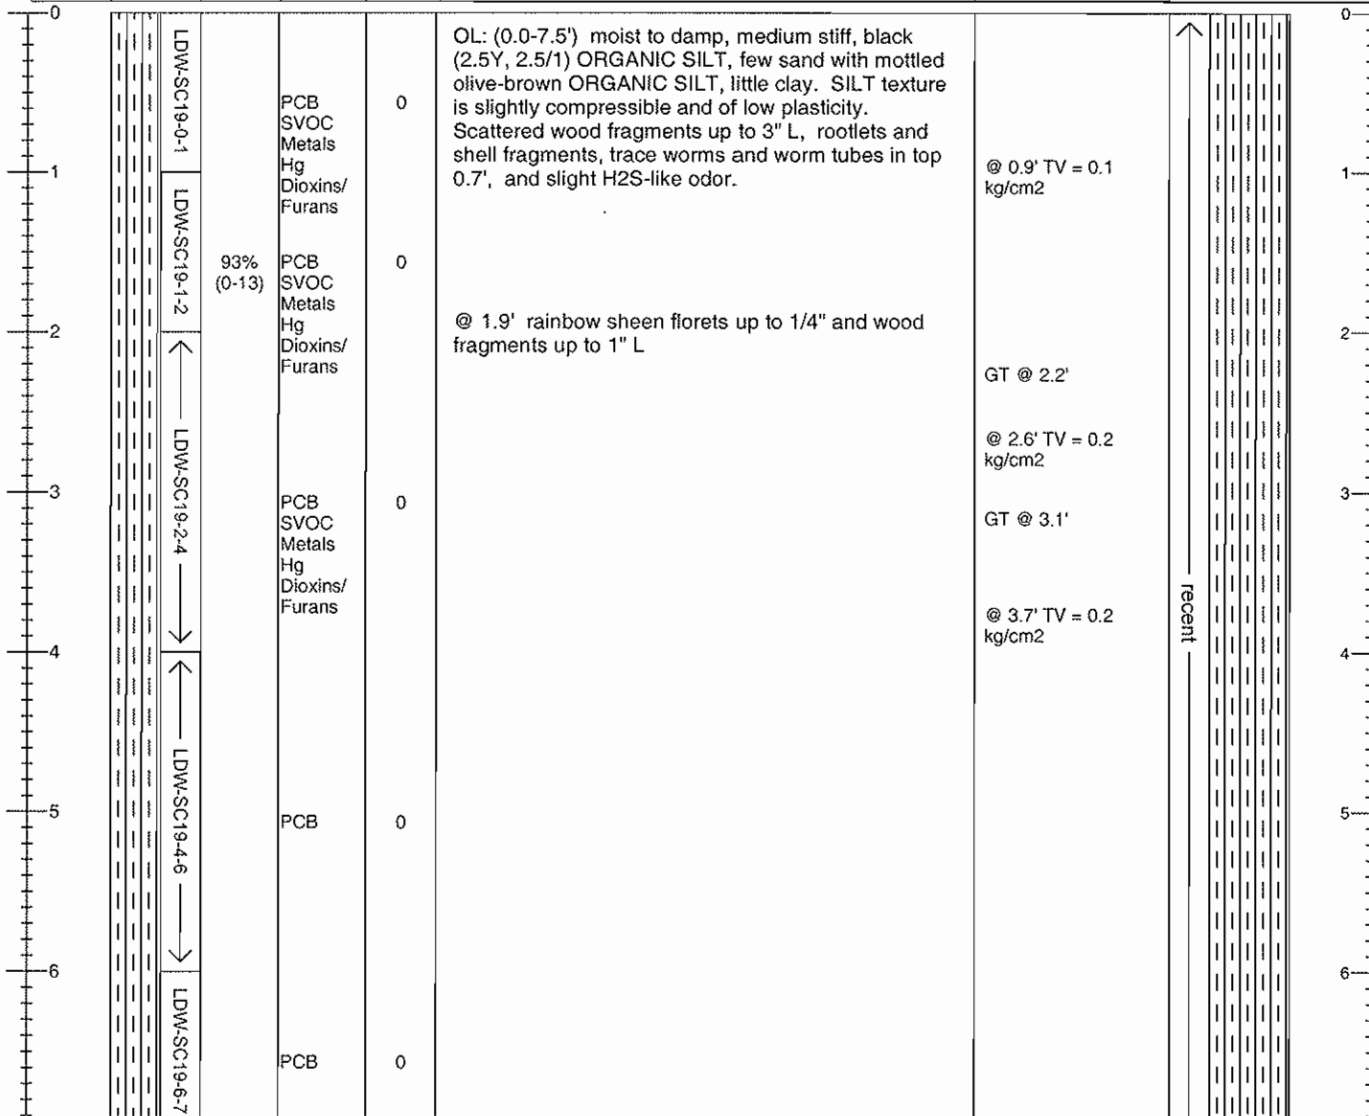 0
0
LDW-SC19-0-1
PCB
SVOC
Metals
Hg
Dioxins/
Furans
0
OL: (0.0-7.5') moist to damp, medium stiff, black
(2.5Y, 2.5/1) ORGANIC SILT, few sand with mottled
olive-brown ORGANIC SILT, little clay. SILT texture
is slightly compressible and of low plasticity.
Scattered wood fragments up to 3" L, rootlets and
shell fragments, trace worms and worm tubes in top
0.7', and slight H2S-like odor.
@ 0.9' TV = 0.1
kg/cm2
1
1
LDW-SC19-1-2
93%
(0-13)
PCB
SVOC
Metals
Hg
Dioxins/
Furans
0
@ 1.9' rainbow sheen florets up to 1/4" and wood
fragments up to 1" L
2
2
GT @ 2.2'
@ 2.6' TV = 0.2
kg/cm2
LDW-SC19-2-4
3
3
PCB
SVOC
Metals
Hg
Dioxins/
Furans
0
GT @ 3.1'
@ 3.7' TV = 0.2
kg/cm2
recent
4
4
LDW-SC19-4-6
5
5
PCB
0
6
6
LDW-SC19-6-7
PCB
0